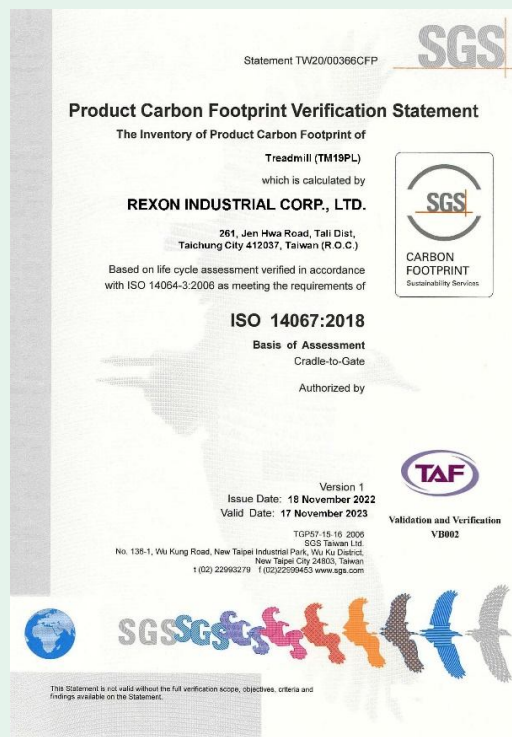 SGS
Statement TW20/00366CFP
Product Carbon Footprint Verification Statement
The Inventory of Product Carbon Footprint of
Treadmill (TM19PL)
which is calculated by
REXON INDUSTRIAL CORP., LTD.
261, Jen Hwa Road, Tali Dist,
Taichung City 412037, Taiwan (R.O.C.)
Based on life cycle assessment verified in accordance
with ISO 14064-3:2006 as meeting the requirements of
SGS
CARBON
FOOTPRINT
Sustainability Services
ISO 14067:2018
Basis of Assessment
Cradle-to-Gate
Authorized by
TAF
Validation and Verification
VB002
Version 1
Issue Date: 18 November 2022
Valid Date: 17 November 2023
TGP57-15-16 2006
SGS Taiwan Ltd.
No. 136-1, Wu Kung Road, New Taipei Industrial Park, Wu Ku District,
New Taipei City 24803, Taiwan
t (02) 22993279 f (02)22999453 www.sgs.com
SGSSGSSGS
This Statement is not valid without the full verification scope, objectives, criteria and
findings available on the Statement.